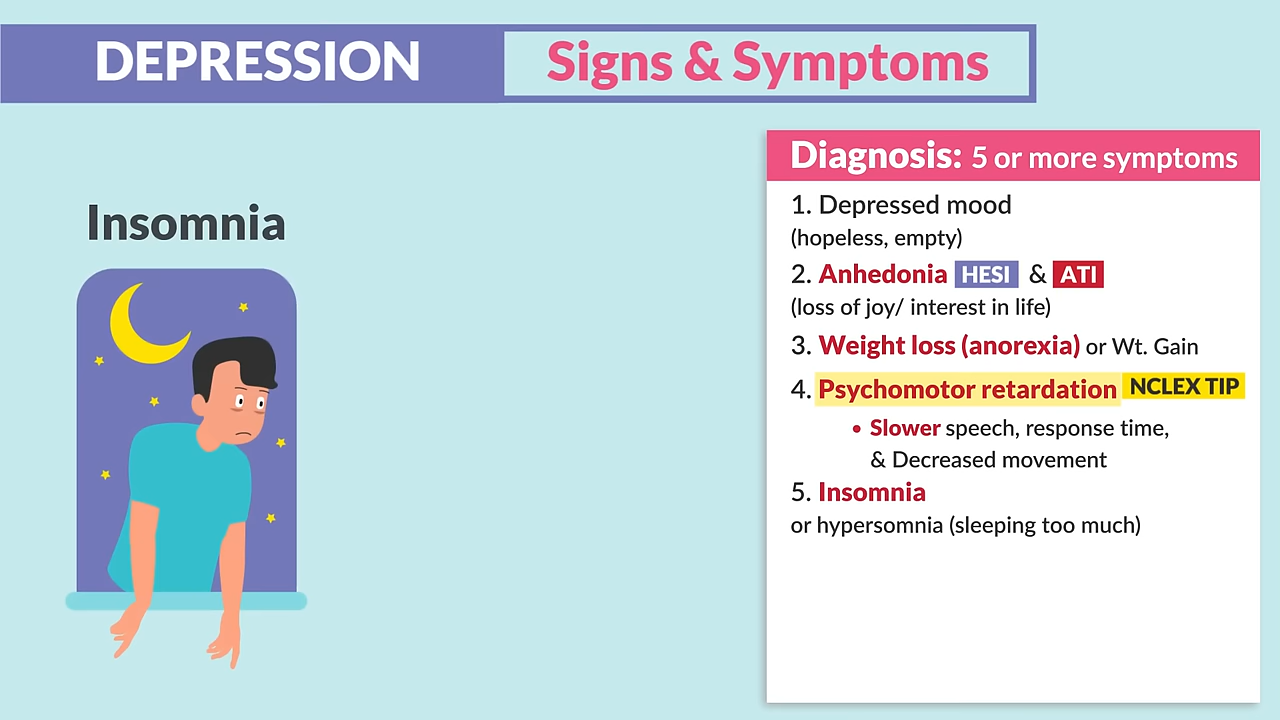 DEPRESSION Signs & Symptoms
Insomnia
Diagnosis: 5 or more symptoms
1. Depressed mood
(hopeless, empty)
2. Anhedonia HESI & ATI
(loss of joy/ interest in life)
3. Weight loss (anorexia) or Wt. Gain
4. Psychomotor retardation NCLEX TIP
• Slower speech, response time,
& Decreased movement
5. Insomnia
or hypersomnia (sleeping too much)